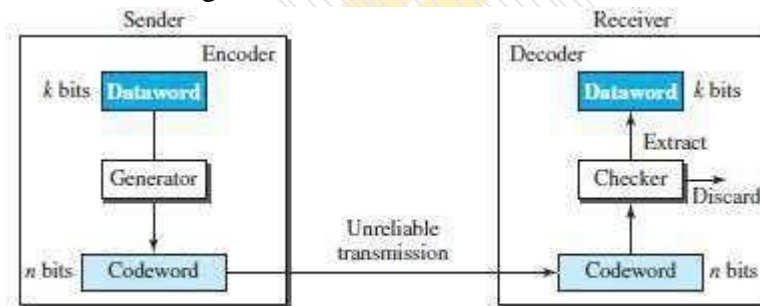 Sender
Encoder
k bits
Dataword
Generator
n bits
Codeword
Unreliable
transmission
Receiver
Decoder
Dataword
k bits
Extract
Checker
Discard
Codeword
n bits